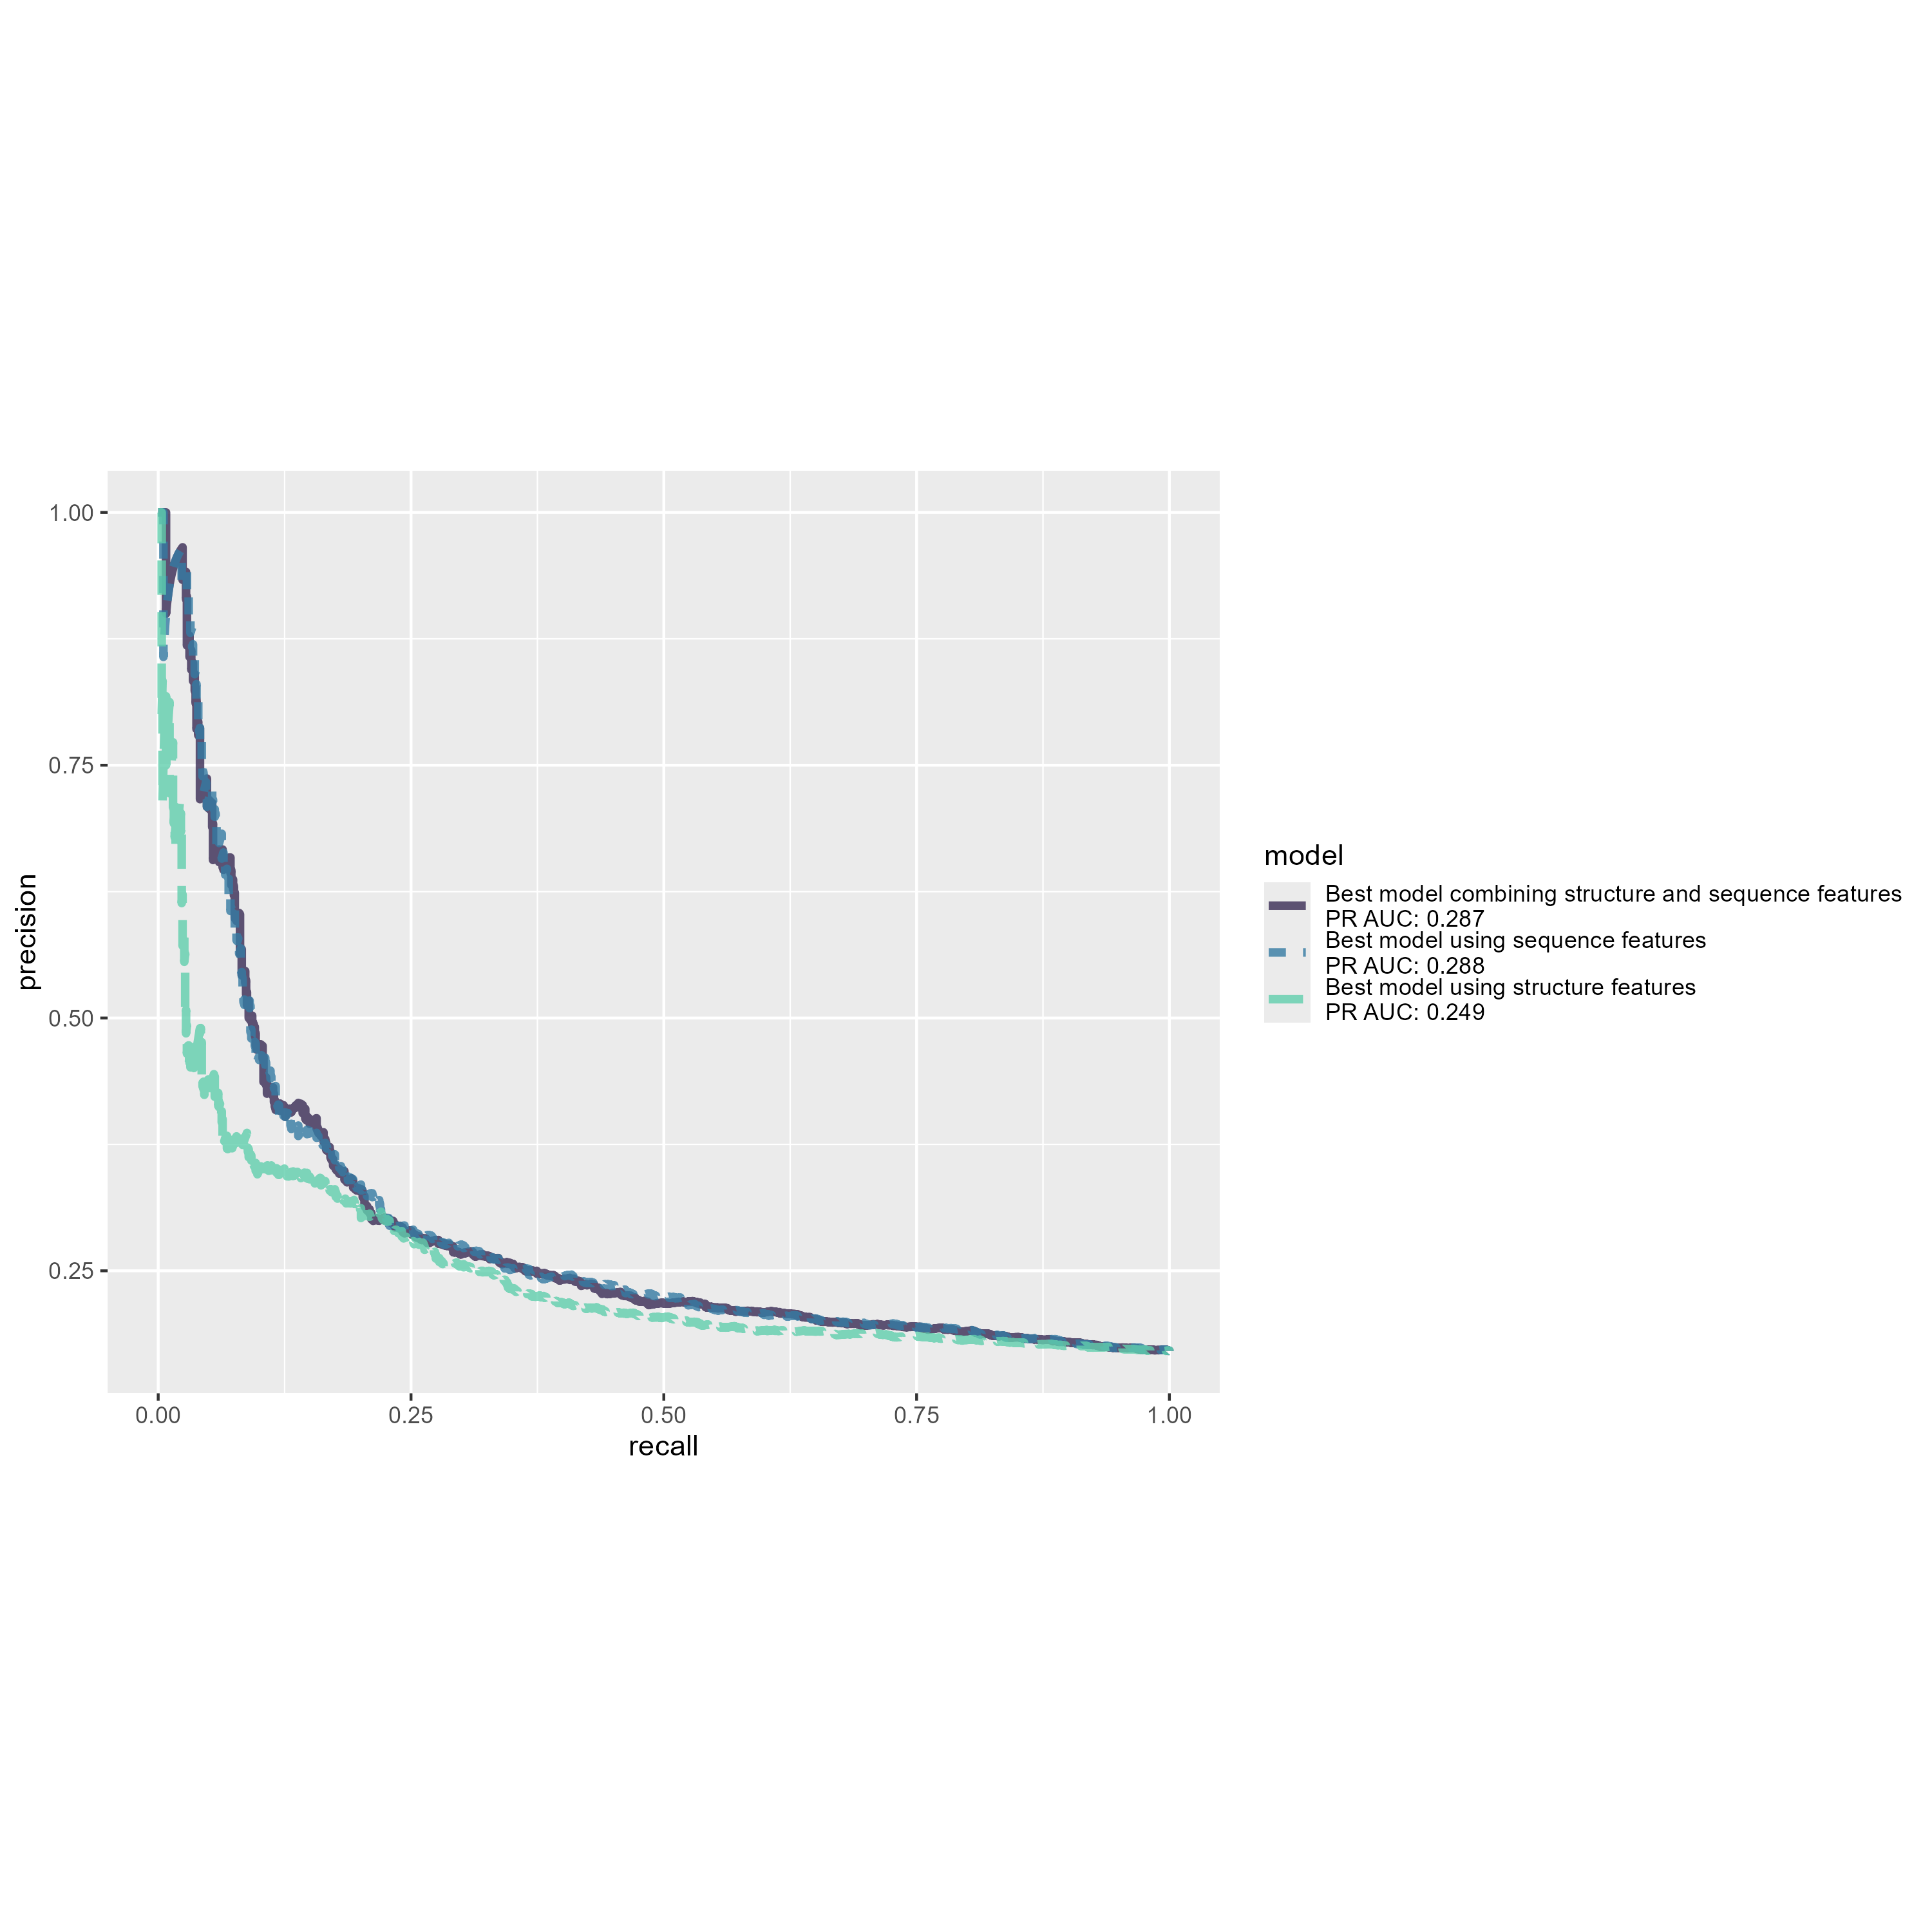 1.00
0.75
0.50
0.25
precision
0.00
0.25
0.50
0.75
1.00
recall
model
Best model combining structure and sequence features
PR AUC: 0.287
Best model using sequence features
PR AUC: 0.288
Best model using structure features
PR AUC: 0.249